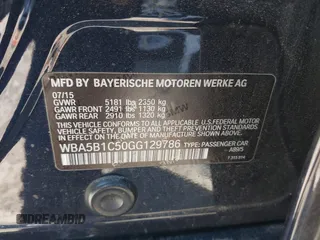 MFD BY BAYERISCHE MOTOREN WERKE AG
07/15
GVWR 5181 lbs 2350 kg
GAWR FRONT 2491 lbs 1130 kg
GAWR REAR 2910 lbs 1320 kg
THIS VEHICLE CONFORMS TO ALL APPLICABLE
U.S. FEDERAL MOTOR
VEHICLE SAFETY, BUMPER, AND
THEFT PREVENTION STANDARDS
IN EFFECT ON THE DATE OF
MANUFACTURE SHOWN ABOVE.
WBA5B1C50GG129786 TYPE: PASSENGER CAR
DREAMBID